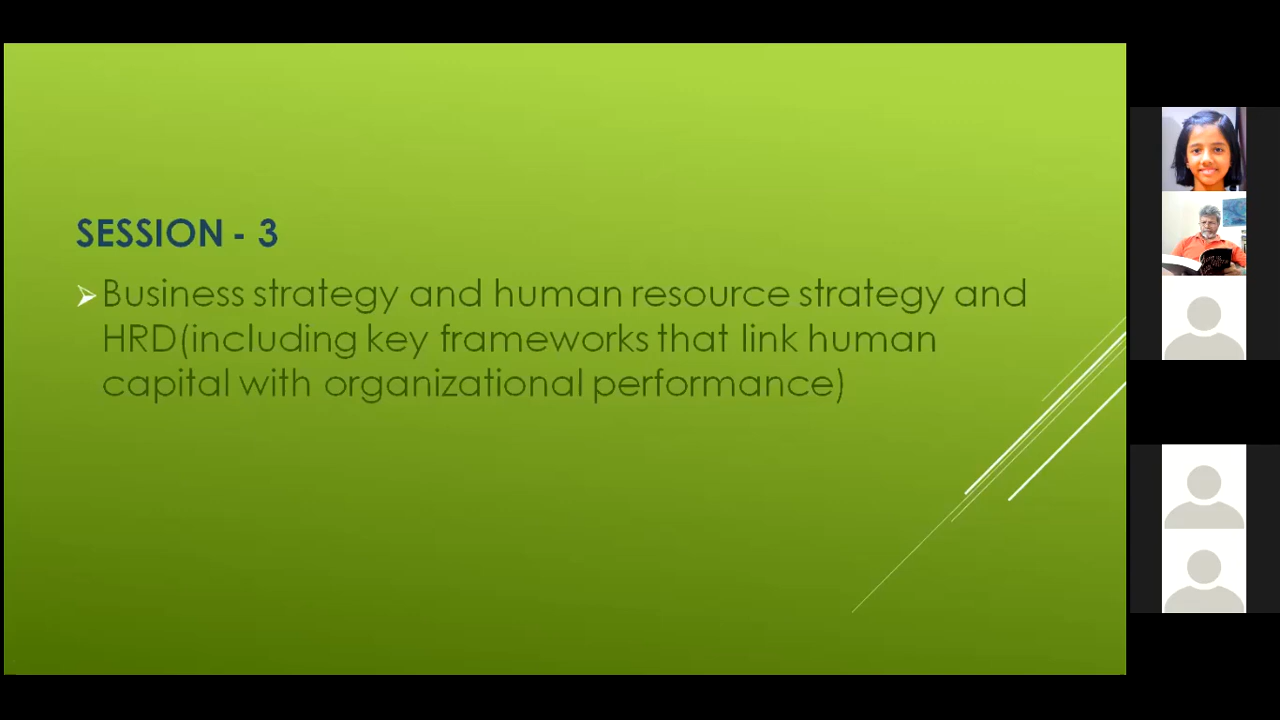 SESSION - 3
Business strategy and human resource strategy and
HRD(including key frameworks that link human
capital with organizational performance)